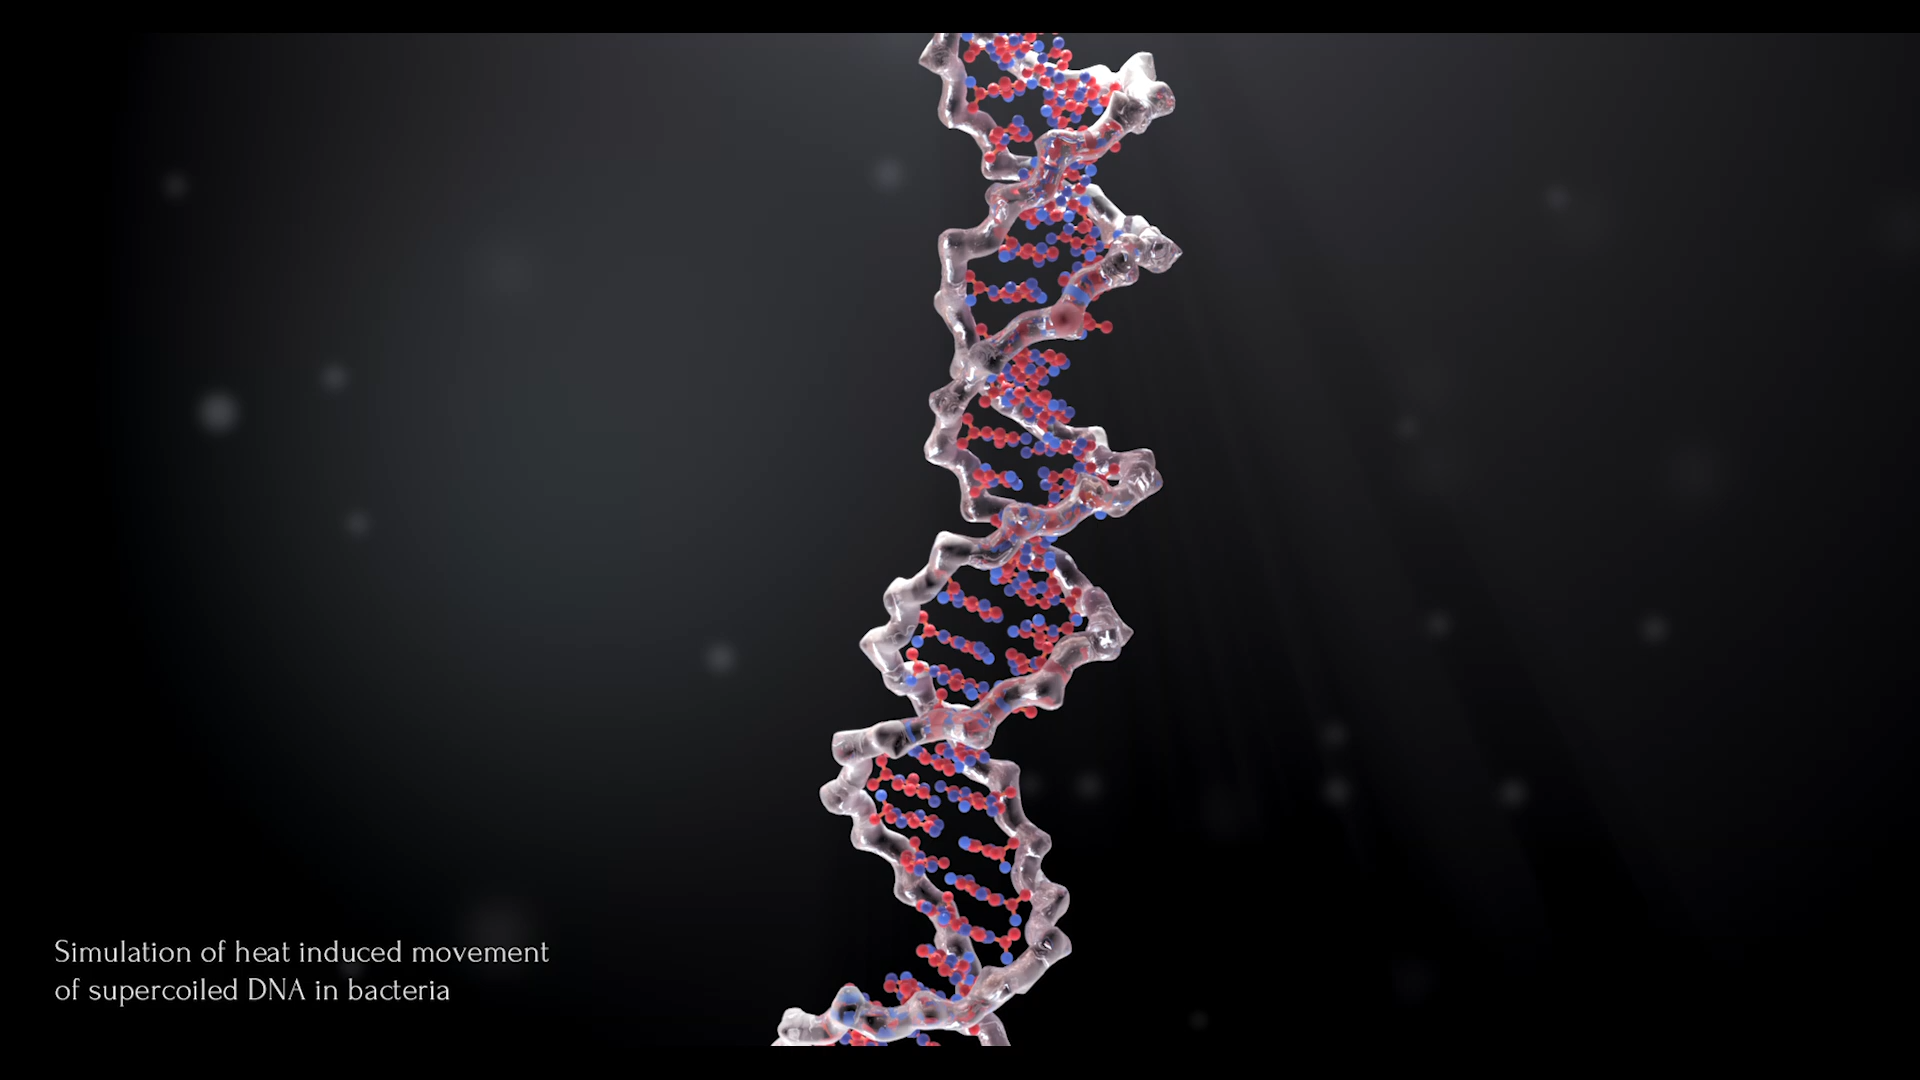 Simulation of heat induced movement
of supercoiled DNA in bacteria